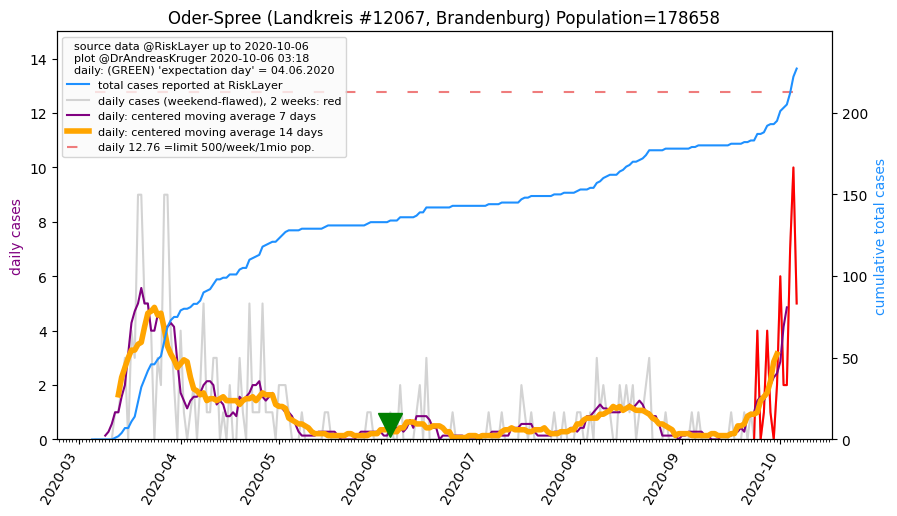 Oder-Spree (Landkreis #12067, Brandenburg) Population=178658
source data @RiskLayer up to 2020-10-06
plot @DrAndreasKruger 2020-10-06 03:18
daily: (GREEN) 'expectation day' = 04.06.2020
total cases reported at RiskLayer
daily cases (weekend-flawed), 2 weeks: red
daily: centered moving average 7 days
daily: centered moving average 14 days
daily 12.76 =limit 500/week/1mio pop.
daily cases
14
12
10
8
6
4
2
0
cumulative total cases
200
150
100
50
0
2020-03
2020-04
2020-05
2020-06
2020-07
2020-08
2020-09
2020-10